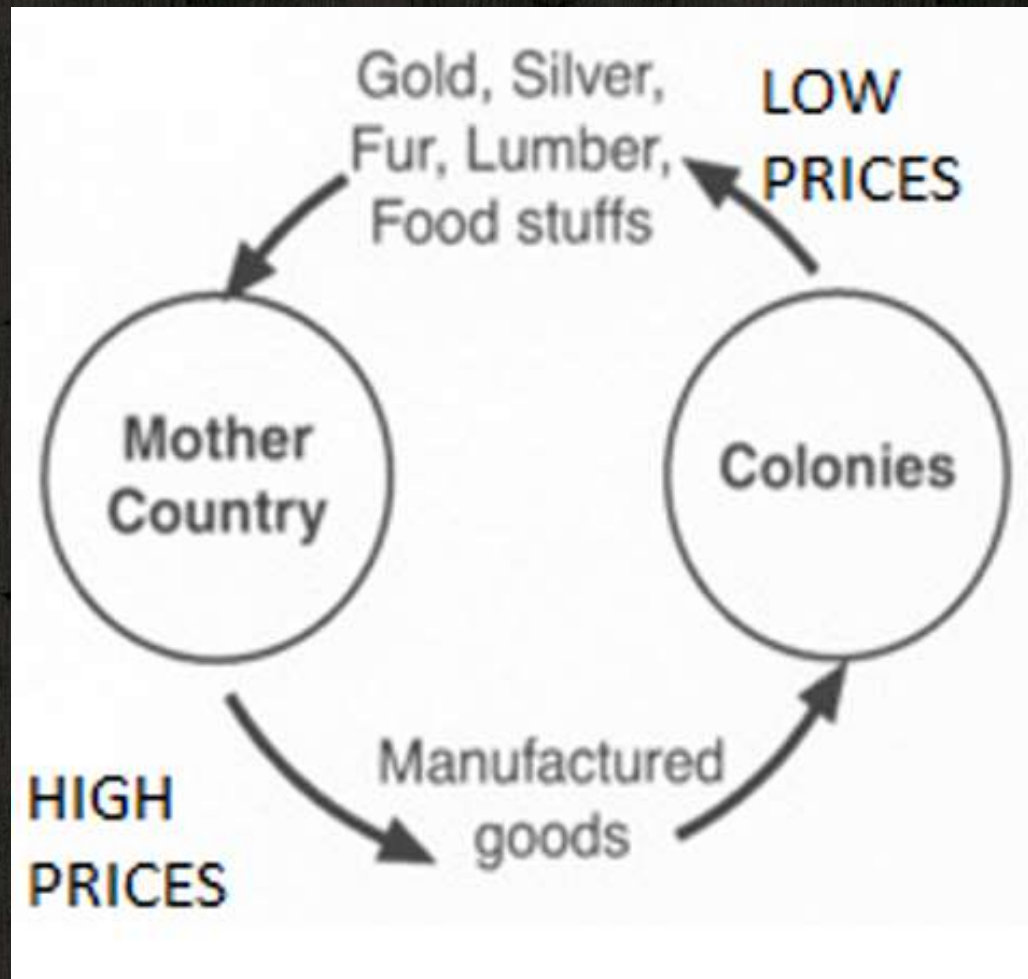 Gold, Silver,
Fur, Lumber,
Food stuffs
LOW
PRICES
Mother
Country
Colonies
HIGH
PRICES
Manufactured
goods